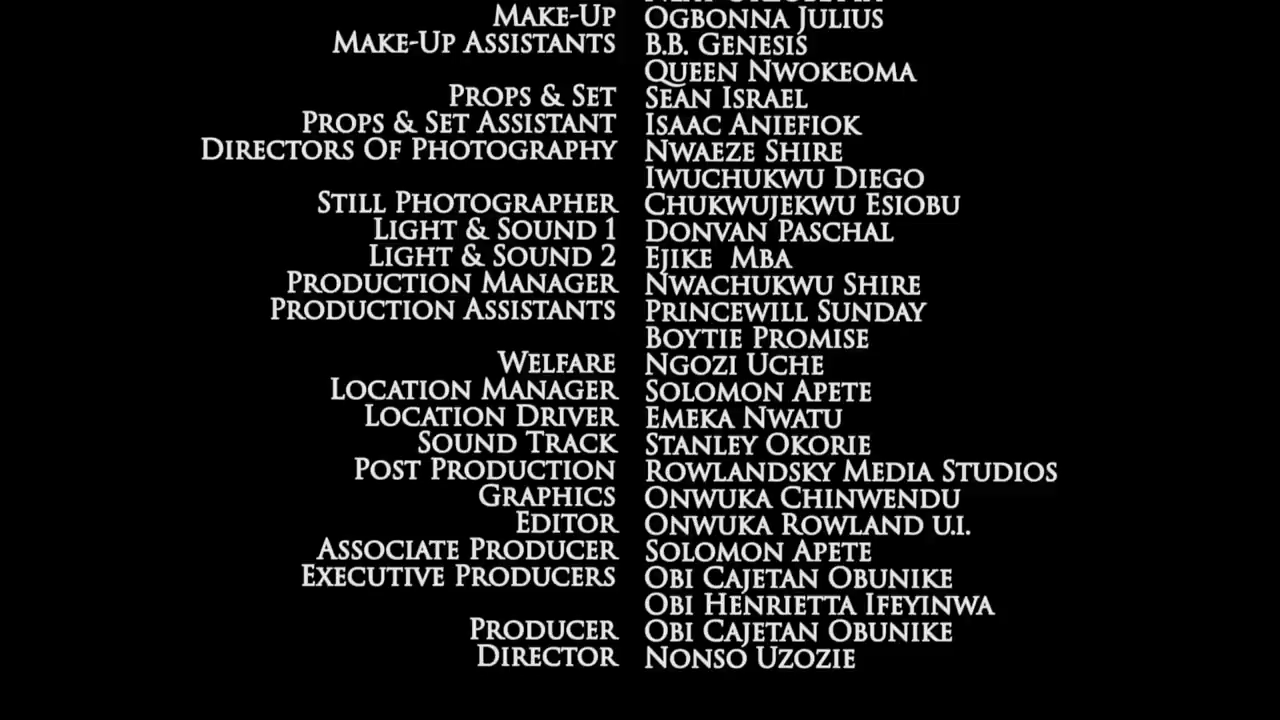 Make-Up Ogbonna Julius
Make-Up Assistants B.B. Genesis
Queen Nwokeoma
Props & Set Sean Israel
Props & Set Assistant Isaac Aniefiok
Directors Of Photography Nwaeze Shire
Iwuchukwu Diego
Still Photographer Chukwujekwu Esiobu
Light & Sound 1 Donvan Paschal
Light & Sound 2 Ejike Mba
Production Manager Nwachukwu Shire
Production Assistants Princewill Sunday
Boytie Promise
Welfare Ngozi Uche
Location Manager Solomon Apete
Location Driver Emeka Nwatu
Sound Track Stanley Okorie
Post Production Rowlandsky Media Studios
Graphics Onwuka Chinwendu
Editor Onwuka Rowland u.i.
Associate Producer Solomon Apete
Executive Producers Obi Cajetan Obunike
Obi Henrietta Ifeyinwa
Producer Obi Cajetan Obunike
Director Nonso Uzozie